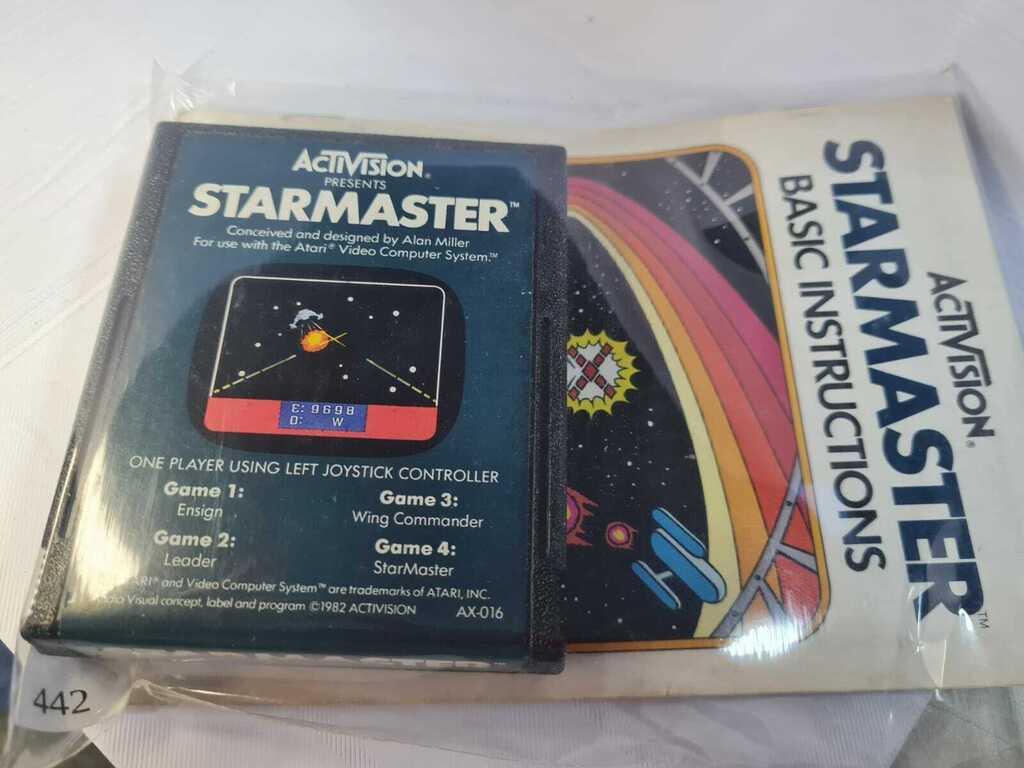 ACTIVISION®
PRESENTS
STARMASTER™
Conceived and designed by Alan Miller
For use with the Atari® Video Computer System.™
E: 9698
D: W
ONE PLAYER USING LEFT JOYSTICK CONTROLLER
Game 1:
Ensign
Game 2:
Leader
Game 3:
Wing Commander
Game 4:
StarMaster
ARI® and Video Computer System™ are trademarks of ATARI, INC.
Visual concept, label and program ©1982 ACTIVISION
AX-016
ACTIVISION®
STARMASTER™
BASIC INSTRUCTIONS
442